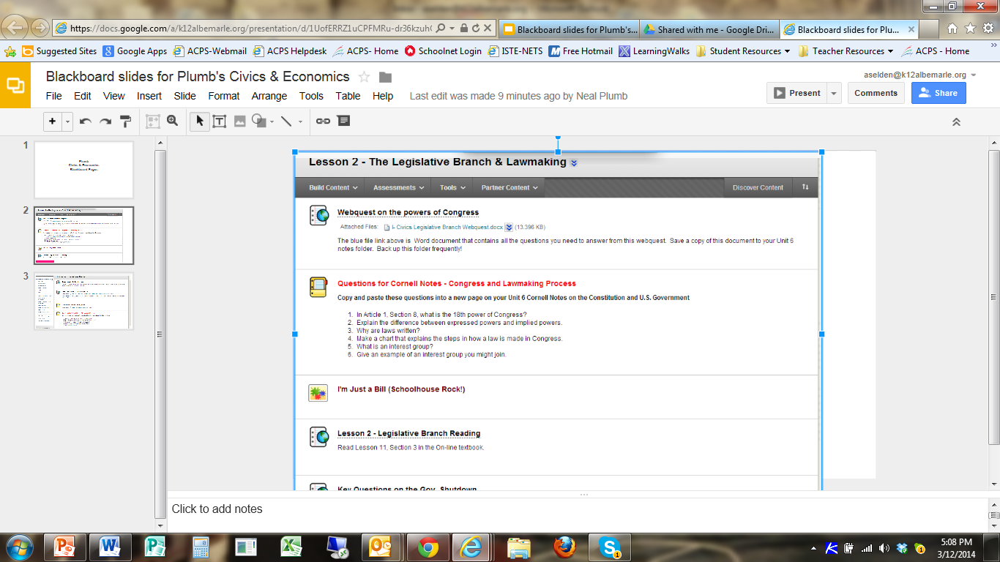 https://docs.google.com/a/k12albemarle.org/presentation/d/1UofERRZ1uCPFMRu-dr36kzuh
Blackboard slides for Plumb's...
Shared with me - Google Dri...
Blackboard slides for Plu...
Suggested Sites
Google Apps
ACPS-Webmail
ACPS Helpdesk
ACPS- Home
Schoolnet Login
ISTE-NETS
Free Hotmail
LearningWalks
Student Resources
Teacher Resources
ACPS - Home
Blackboard slides for Plumb's Civics & Economics
aselden@k12albemarle.org
File Edit View Insert Slide Format Arrange Tools Table Help Last edit was made 9 minutes ago by Neal Plumb
Present
Comments
Share
1
Plumb
Civics & Economics
Blackboard Page
2
3
Lesson 2 - The Legislative Branch & Lawmaking
Build Content Assessments Tools Partner Content Discover Content
Webquest on the powers of Congress
Attached Files: Civics Legislative Branch Webquest.docx (13.396 KB)
The blue file link above is Word document that contains all the questions you need to answer from this webquest. Save a copy of this document to your Unit 6
notes folder. Back up this folder frequently!
Questions for Cornell Notes - Congress and Lawmaking Process
Copy and paste these questions into a new page on your Unit 6 Cornell Notes on the Constitution and U.S. Government
1. In Article 1, Section 8, what is the 18th power of Congress?
2. Explain the difference between expressed powers and implied powers.
3. Why are laws written?
4. Make a chart that explains the steps in how a law is made in Congress.
5. What is an interest group?
6. Give an example of an interest group you might join.
I'm Just a Bill (Schoolhouse Rock!)
Lesson 2 - Legislative Branch Reading
Read Lesson 11, Section 3 in the On-line textbook.
Key Questions on the Gov. Shutdown
Click to add notes
5:08 PM
3/12/2014